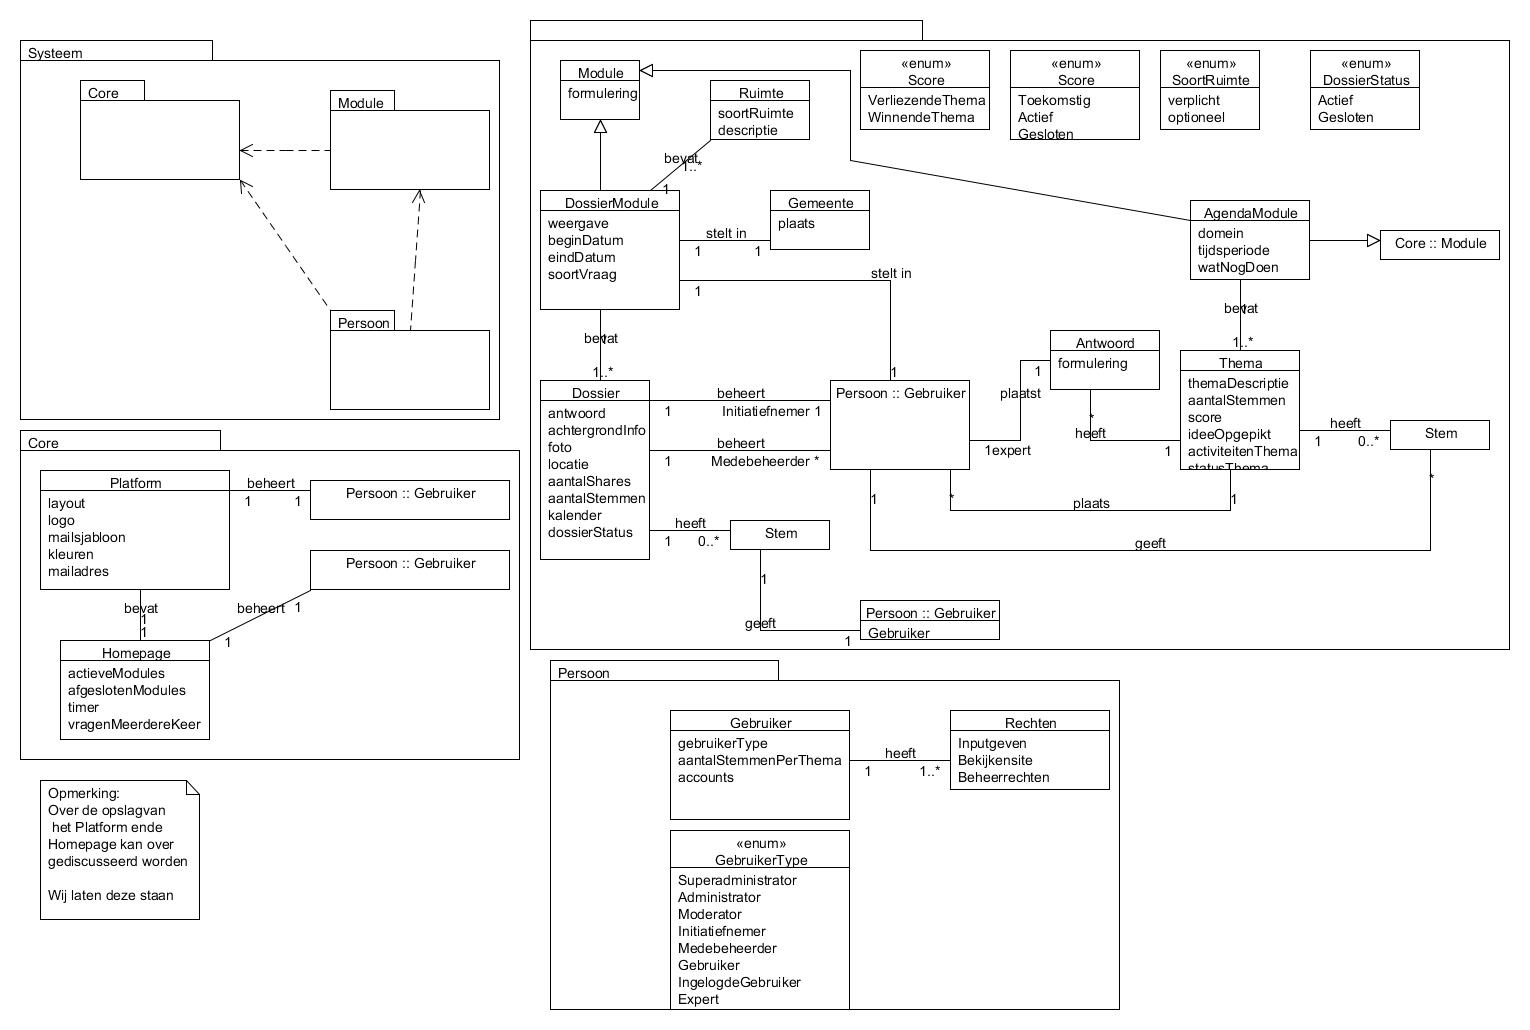 Systeem
Core
Module
Persoon
Core
Platform
layout
logo
mailsjabloon
kleuren
mailadres
beheert
1
1
Persoon :: Gebruiker
Persoon :: Gebruiker
bevat
1
1
beheert
1
1
Homepage
actieveModules
afgeslotenModules
timer
vragenMeerdereKeer
Opmerking:
Over de opslagvan
het Platform ende
Homepage kan over
gediscusseerd worden
Wij laten deze staan
Module
formulering
Ruimte
soortRuimte
descriptie
«enum»
Score
VerliezendeThema
WinnendeThema
«enum»
Score
Toekomstig
Actief
Gesloten
«enum»
SoortRuimte
verplicht
optioneel
«enum»
DossierStatus
Actief
Gesloten
bevat
1..*
1
DossierModule
weergave
beginDatum
eindDatum
soortVraag
Gemeente
plaats
stelt in
1
1
stelt in
1
1
AgendaModule
domein
tijdsperiode
watNogDoen
Core :: Module
bevat
1
1..*
bevat
1
1..*
Dossier
antwoord
achtergrondInfo
foto
locatie
aantalShares
aantalStemmen
kalender
dossierStatus
beheert
1
Initiatiefnemer 1
beheert
1
Medebeheerder *
Persoon :: Gebruiker
Antwoord
formulering
1
plaatst
1expert
*
heeft
1
Thema
themaDescriptie
aantalStemmen
score
ideeOpgepikt
activiteitenThema
statusThema
heeft
1
0..*
Stem
*
1
*
plaats
1
geeft
heeft
1
0..*
Stem
1
geeft
1
Persoon :: Gebruiker
Gebruiker
Persoon
Gebruiker
gebruikerType
aantalStemmenPerThema
accounts
heeft
1
1..*
Rechten
Inputgeven
Bekijkensite
Beheerrechten
«enum»
GebruikerType
Superadministrator
Administrator
Moderator
Initiatiefnemer
Medebeheerder
Gebruiker
IngelogdeGebruiker
Expert